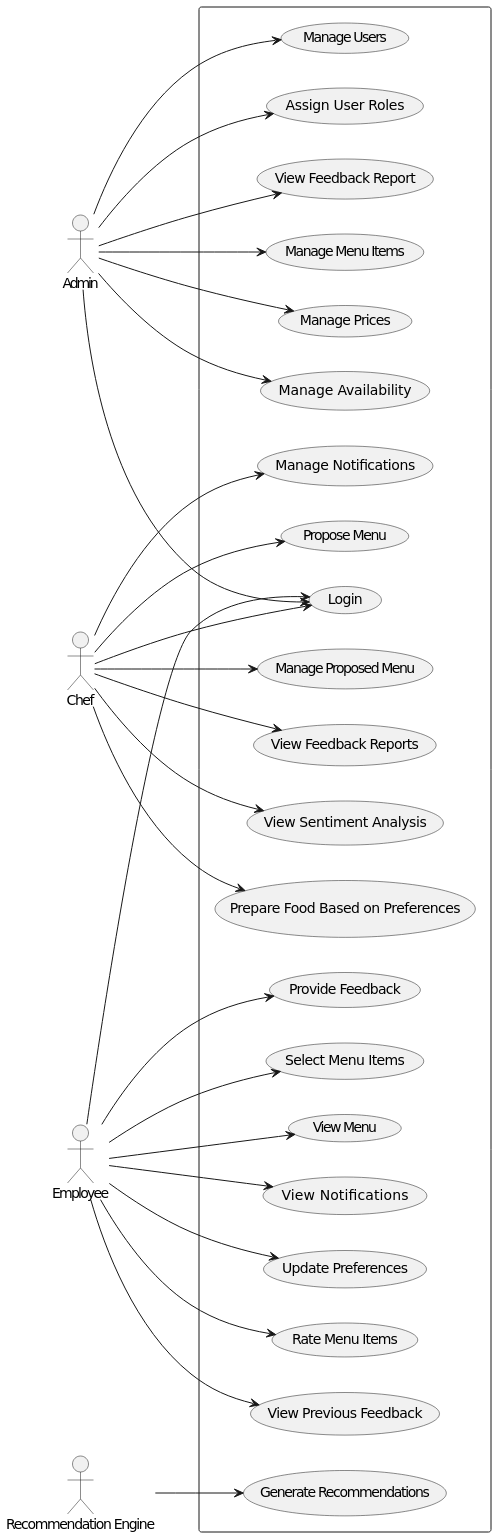 Manage Users
Assign User Roles
View Feedback Report
Manage Menu Items
Admin
Manage Prices
Manage Availability
Manage Notifications
Propose Menu
Login
Manage Proposed Menu
Chef
View Feedback Reports
View Sentiment Analysis
Prepare Food Based on Preferences
Provide Feedback
Select Menu Items
View Menu
Employee
View Notifications
Update Preferences
Rate Menu Items
View Previous Feedback
Generate Recommendations
Recommendation Engine